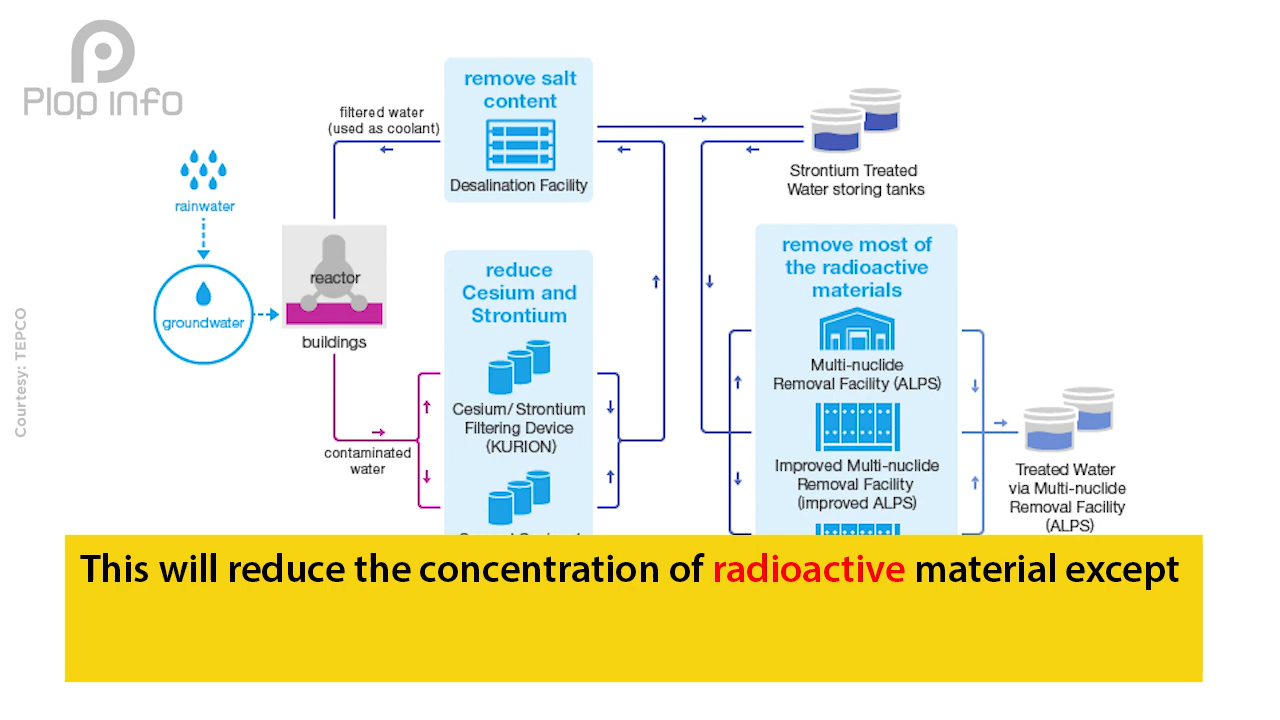 Plop info
remove salt
content
Desalination Facility
filtered water
(used as coolant)
Strontium Treated
Water storing tanks
rainwater
groundwater
reactor
buildings
contaminated
water
reduce
Cesium and
Strontium
Cesium/Strontium
Filtering Device
(KURION)
remove most of
the radioactive
materials
Multi-nuclide
Removal Facility (ALPS)
Improved Multi-nuclide
Removal Facility
(improved ALPS)
Treated Water
via Multi-nuclide
Removal Facility
(ALPS)
Courtesy: TEPCO
This will reduce the concentration of radioactive material except